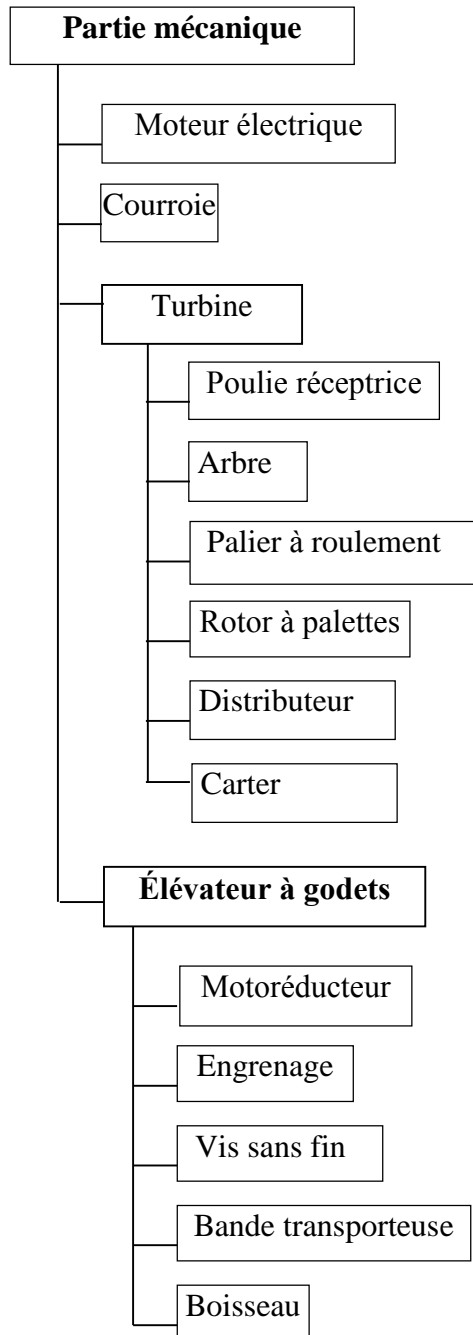 Partie mécanique
Moteur électrique
Courroie
Turbine
Poulie réceptrice
Arbre
Palier à roulement
Rotor à palettes
Distributeur
Carter
Élévateur à godets
Motoréducteur
Engrenage
Vis sans fin
Bande transporteuse
Boisseau